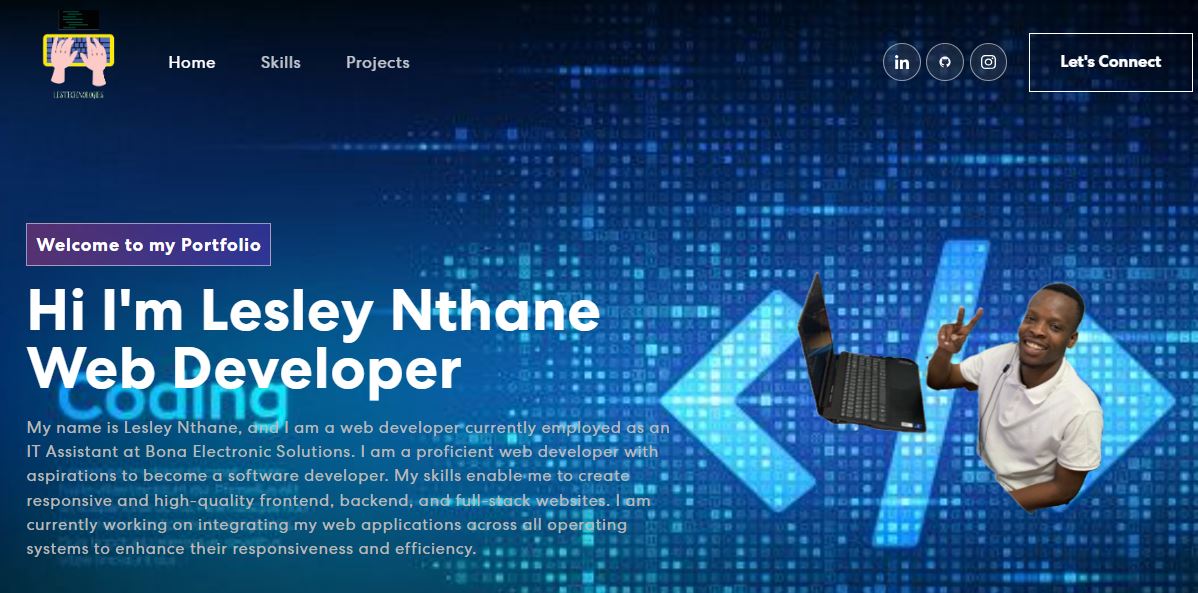 Home
Skills
Projects
Let's Connect
Welcome to my Portfolio
Hi I'm Lesley Nthane
Web Developer
Coding
My name is Lesley Nthane, and I am a web developer currently employed as an
IT Assistant at Bona Electronic Solutions. I am a proficient web developer with
aspirations to become a software developer. My skills enable me to create
responsive and high-quality frontend, backend, and full-stack websites. I am
currently working on integrating my web applications across all operating
systems to enhance their responsiveness and efficiency.